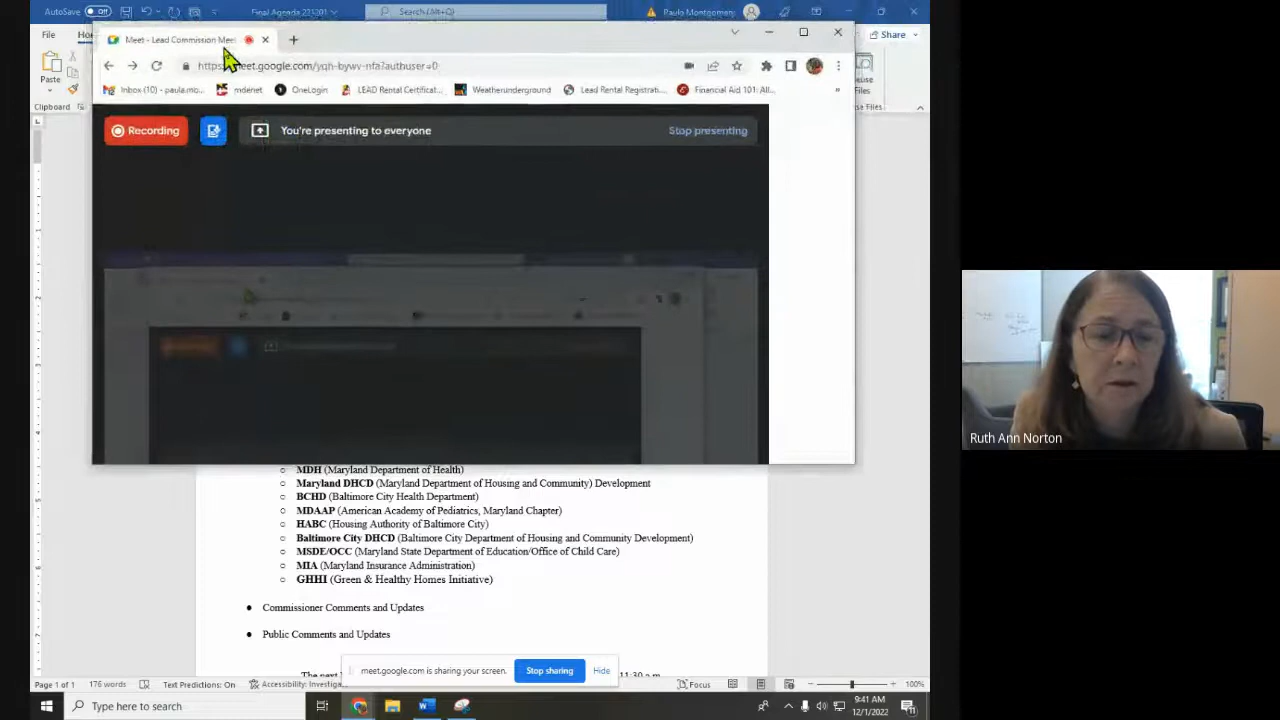 AutoSave Off Final Agenda 221201 Search (Alt+Q) Paula Montgomery
File Share
Meet - Lead Commission Mee
https://meet.google.com/yqh-bywv-nfa?authuser=0
Inbox (10) - paula.mo... mdenet OneLogin LEAD Rental Certificat... Weatherunderground Lead Rental Registrati... Financial Aid 101: All... »
Paste
Clipboard
Recording You're presenting to everyone Stop presenting
MDH (Maryland Department of Health)
Maryland DHCD (Maryland Department of Housing and Community) Development
BCHD (Baltimore City Health Department)
MDAAP (American Academy of Pediatrics, Maryland Chapter)
HABC (Housing Authority of Baltimore City)
Baltimore City DHCD (Baltimore City Department of Housing and Community Development)
MSDE/OCC (Maryland State Department of Education/Office of Child Care)
MIA (Maryland Insurance Administration)
GHHI (Green & Healthy Homes Initiative)
Commissioner Comments and Updates
Public Comments and Updates
meet.google.com is sharing your screen. Stop sharing Hide
The next 11:30 a.m.
Page 1 of 1 176 words Text Predictions: On Accessibility: Investiga Focus 100%
Type here to search 9:41 AM
12/1/2022
Ruth Ann Norton